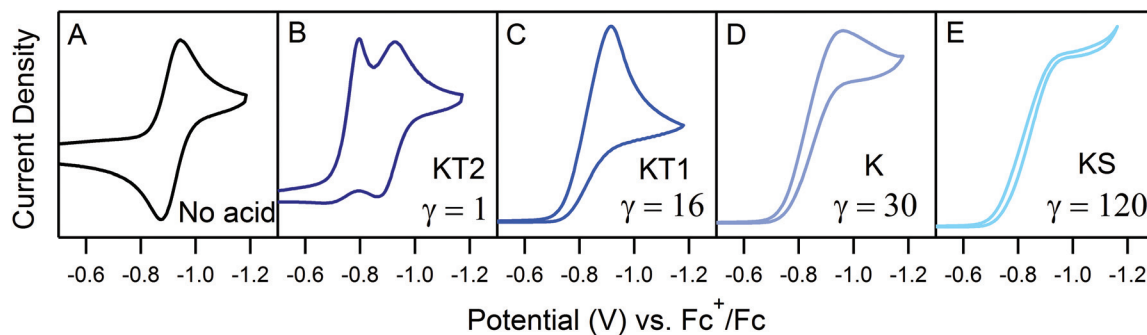 Current Density
A
No acid
B
KT2
γ = 1
C
KT1
γ = 16
D
K
γ = 30
E
KS
γ = 120
-0.6 -0.8 -1.0 -1.2
-0.6 -0.8 -1.0 -1.2
-0.6 -0.8 -1.0 -1.2
-0.6 -0.8 -1.0 -1.2
-0.6 -0.8 -1.0 -1.2
Potential (V) vs. Fc⁺/Fc